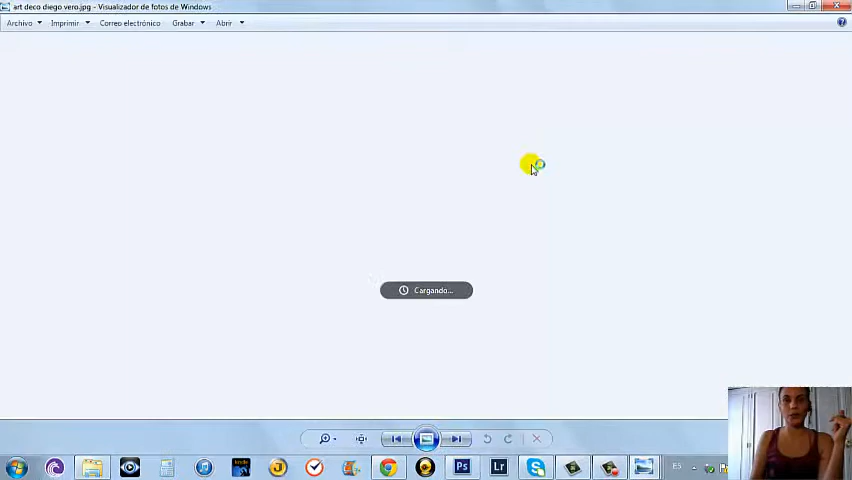 art deco diego vero.jpg - Visualizador de fotos de Windows
Archivo Imprimir Correo electrónico Grabar Abrir
Cargando...
kindle
Ps Lr ES